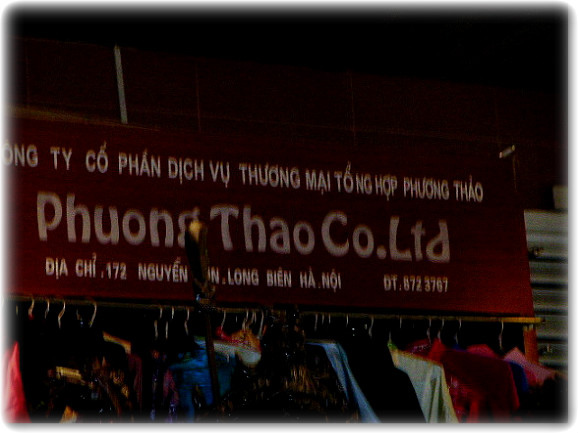 ÔNG TY CỔ PHẦN DỊCH VỤ THƯƠNG MẠI TỔNG HỢP PHƯƠNG THẢO
Phuong Thao Co.Ltd
ĐỊA CHỈ .172 NGUYỄN .LONG BIÊN HÀ.NỘI ĐT.872 3767